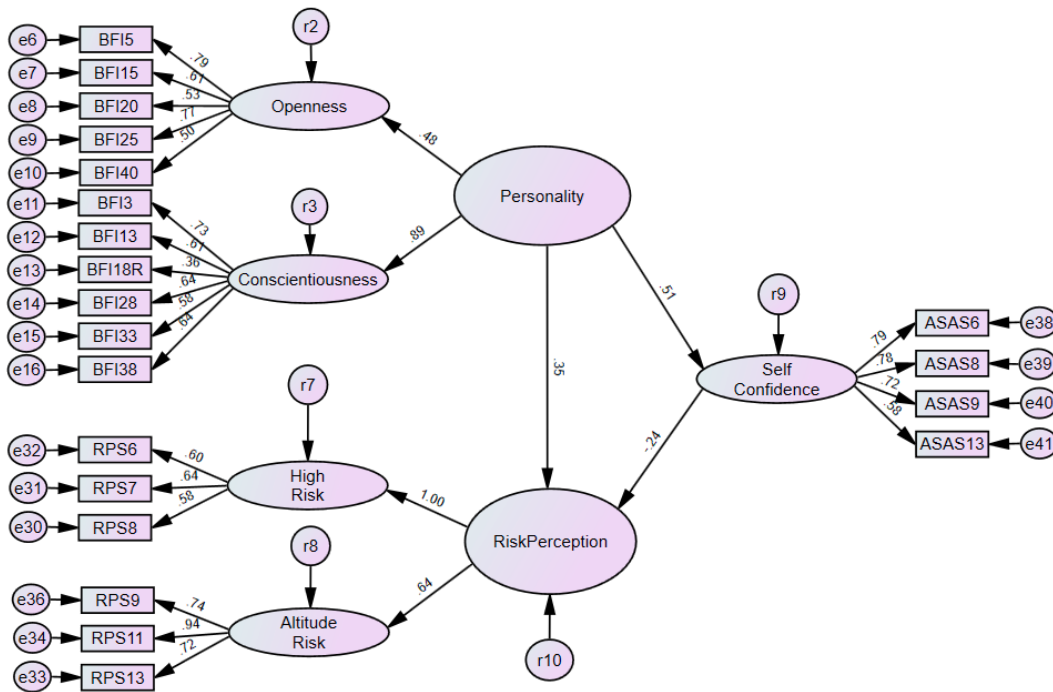 r2
e6 BFI5
.79
e7 BFI15
.61
e8 BFI20
.53
Openness
e9 BFI25
.77
e10 BFI40
.50
.48
Personality
e11 BFI3
.73
r3
e12 BFI13
.61
e13 BFI18R
.36
Conscientiousness
.89
e14 BFI28
.64
e15 BFI33
.58
e16 BFI38
.64
.51
.35
r9
Self
Confidence
.79
ASAS6 e38
.78
ASAS8 e39
.72
ASAS9 e40
.58
ASAS13 e41
-.24
r7
e32 RPS6
.60
e31 RPS7
.64
e30 RPS8
.58
High
Risk
1.00
RiskPerception
r8
.64
e36 RPS9
.74
e34 RPS11
.94
e33 RPS13
.72
Altitude
Risk
r10